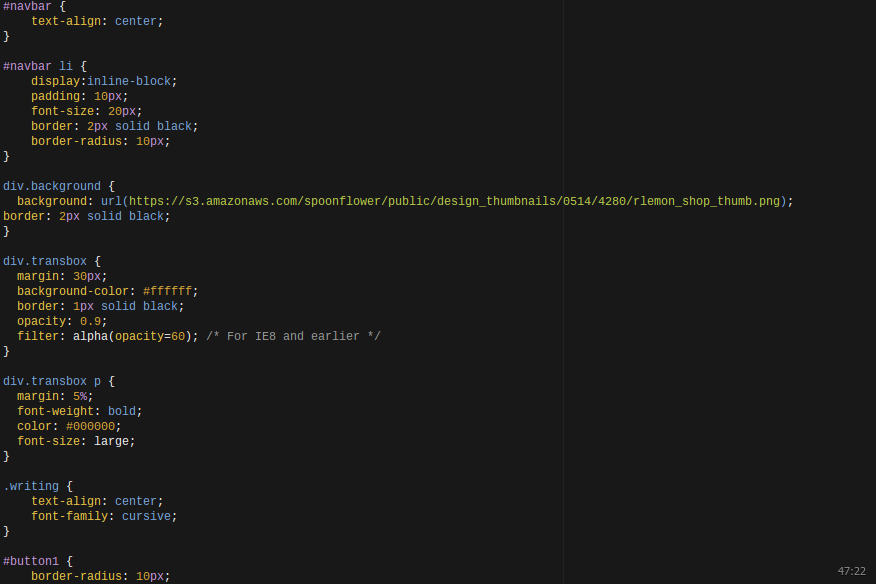 #navbar {
    text-align: center;
}

#navbar li {
    display:inline-block;
    padding: 10px;
    font-size: 20px;
    border: 2px solid black;
    border-radius: 10px;
}

div.background {
  background: url(https://s3.amazonaws.com/spoonflower/public/design_thumbnails/0514/4280/rlemon_shop_thumb.png);
border: 2px solid black;
}

div.transbox {
  margin: 30px;
  background-color: #ffffff;
  border: 1px solid black;
  opacity: 0.9;
  filter: alpha(opacity=60); /* For IE8 and earlier */
}

div.transbox p {
  margin: 5%;
  font-weight: bold;
  color: #000000;
  font-size: large;
}

.writing {
    text-align: center;
    font-family: cursive;
}

#button1 {
    border-radius: 10px;
47:22